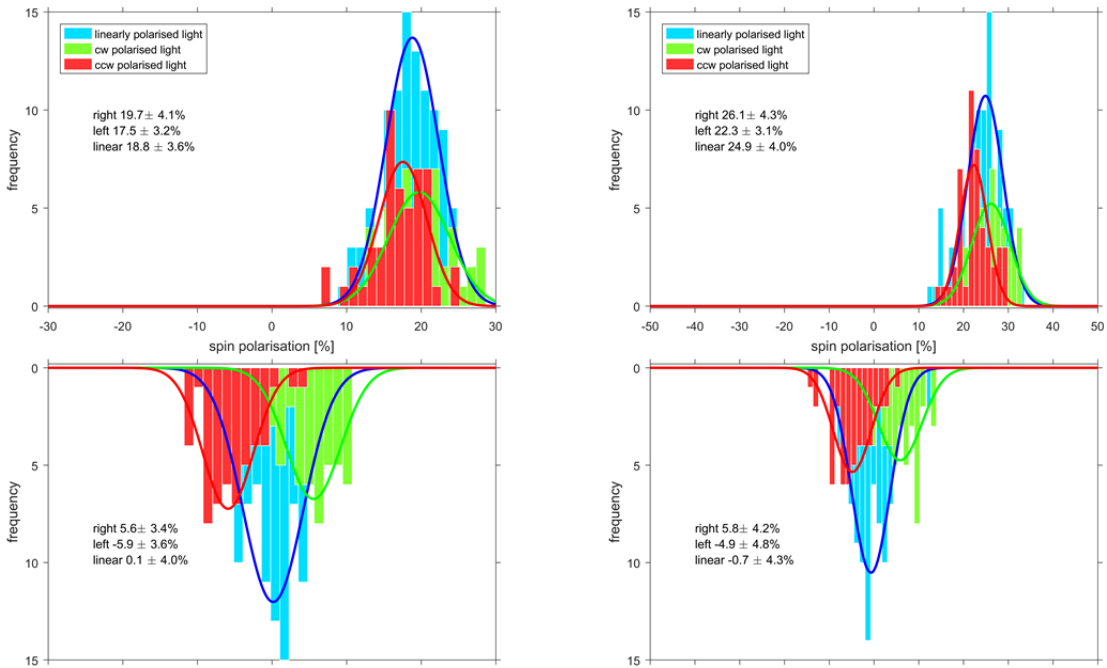 15
10
5
0
frequency
linearly polarised light
cw polarised light
ccw polarised light
right 19.7± 4.1%
left 17.5 ± 3.2%
linear 18.8 ± 3.6%
-30 -20 -10 0 10 20 30
spin polarisation [%]
15
10
5
0
frequency
linearly polarised light
cw polarised light
ccw polarised light
right 26.1± 4.3%
left 22.3 ± 3.1%
linear 24.9 ± 4.0%
-50 -40 -30 -20 -10 0 10 20 30 40 50
spin polarisation [%]
0
5
10
15
frequency
right 5.6± 3.4%
left -5.9 ± 3.6%
linear 0.1 ± 4.0%
0
5
10
15
frequency
right 5.8± 4.2%
left -4.9 ± 4.8%
linear -0.7 ± 4.3%